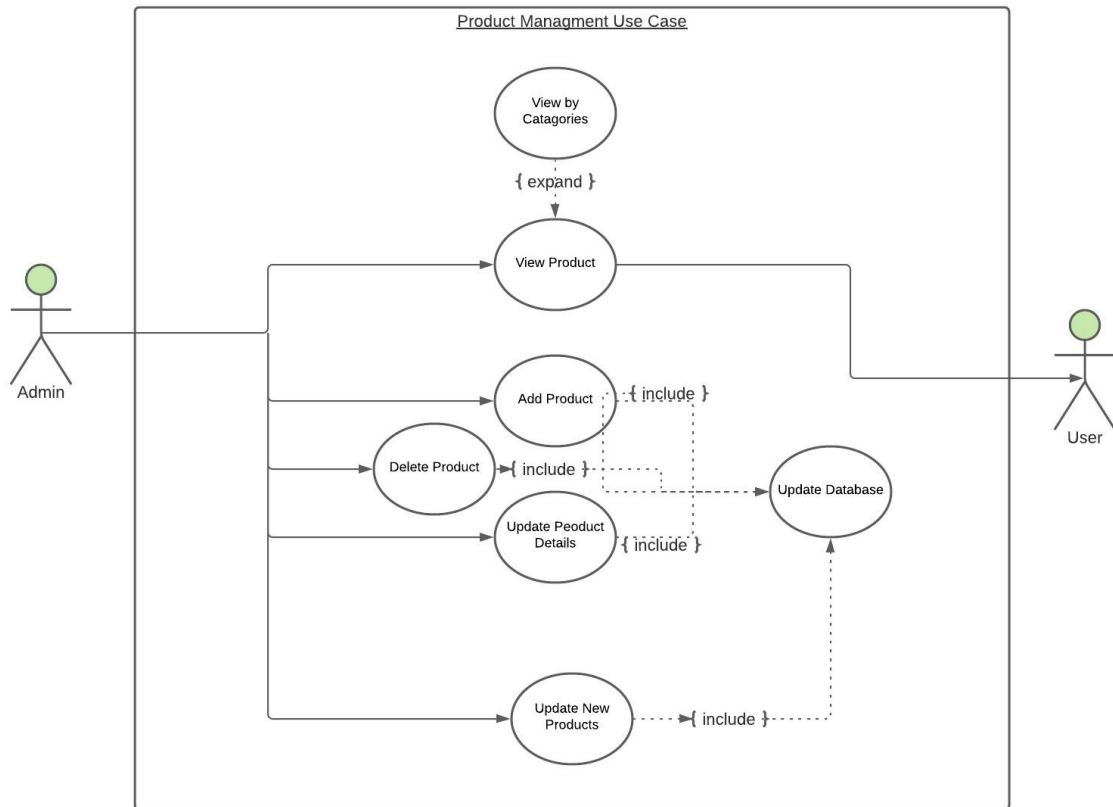 Product Managment Use Case
View by
Catagories
{ expand }
View Product
Admin
Add Product
{ include }
User
Delete Product
{ include }
Update Database
Update Peoduct
Details
{ include }
Update New
Products
{ include }